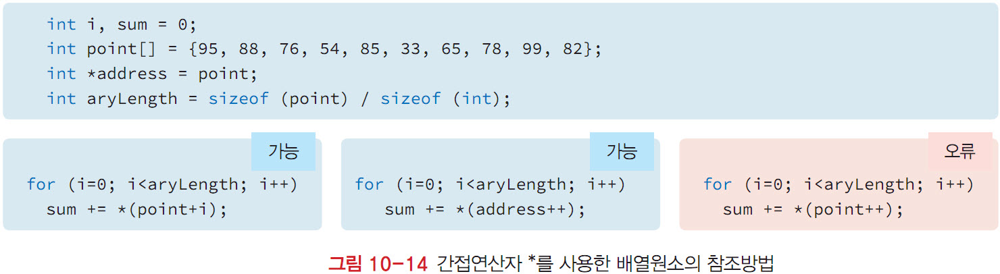 int i, sum = 0;
int point[] = {95, 88, 76, 54, 85, 33, 65, 78, 99, 82};
int *address = point;
int aryLength = sizeof (point) / sizeof (int);
가능
for (i=0; i<aryLength; i++)
sum += *(point+i);
가능
for (i=0; i<aryLength; i++)
sum += *(address++);
오류
for (i=0; i<aryLength; i++)
sum += *(point++);
그림 10-14 간접연산자 *를 사용한 배열원소의 참조방법